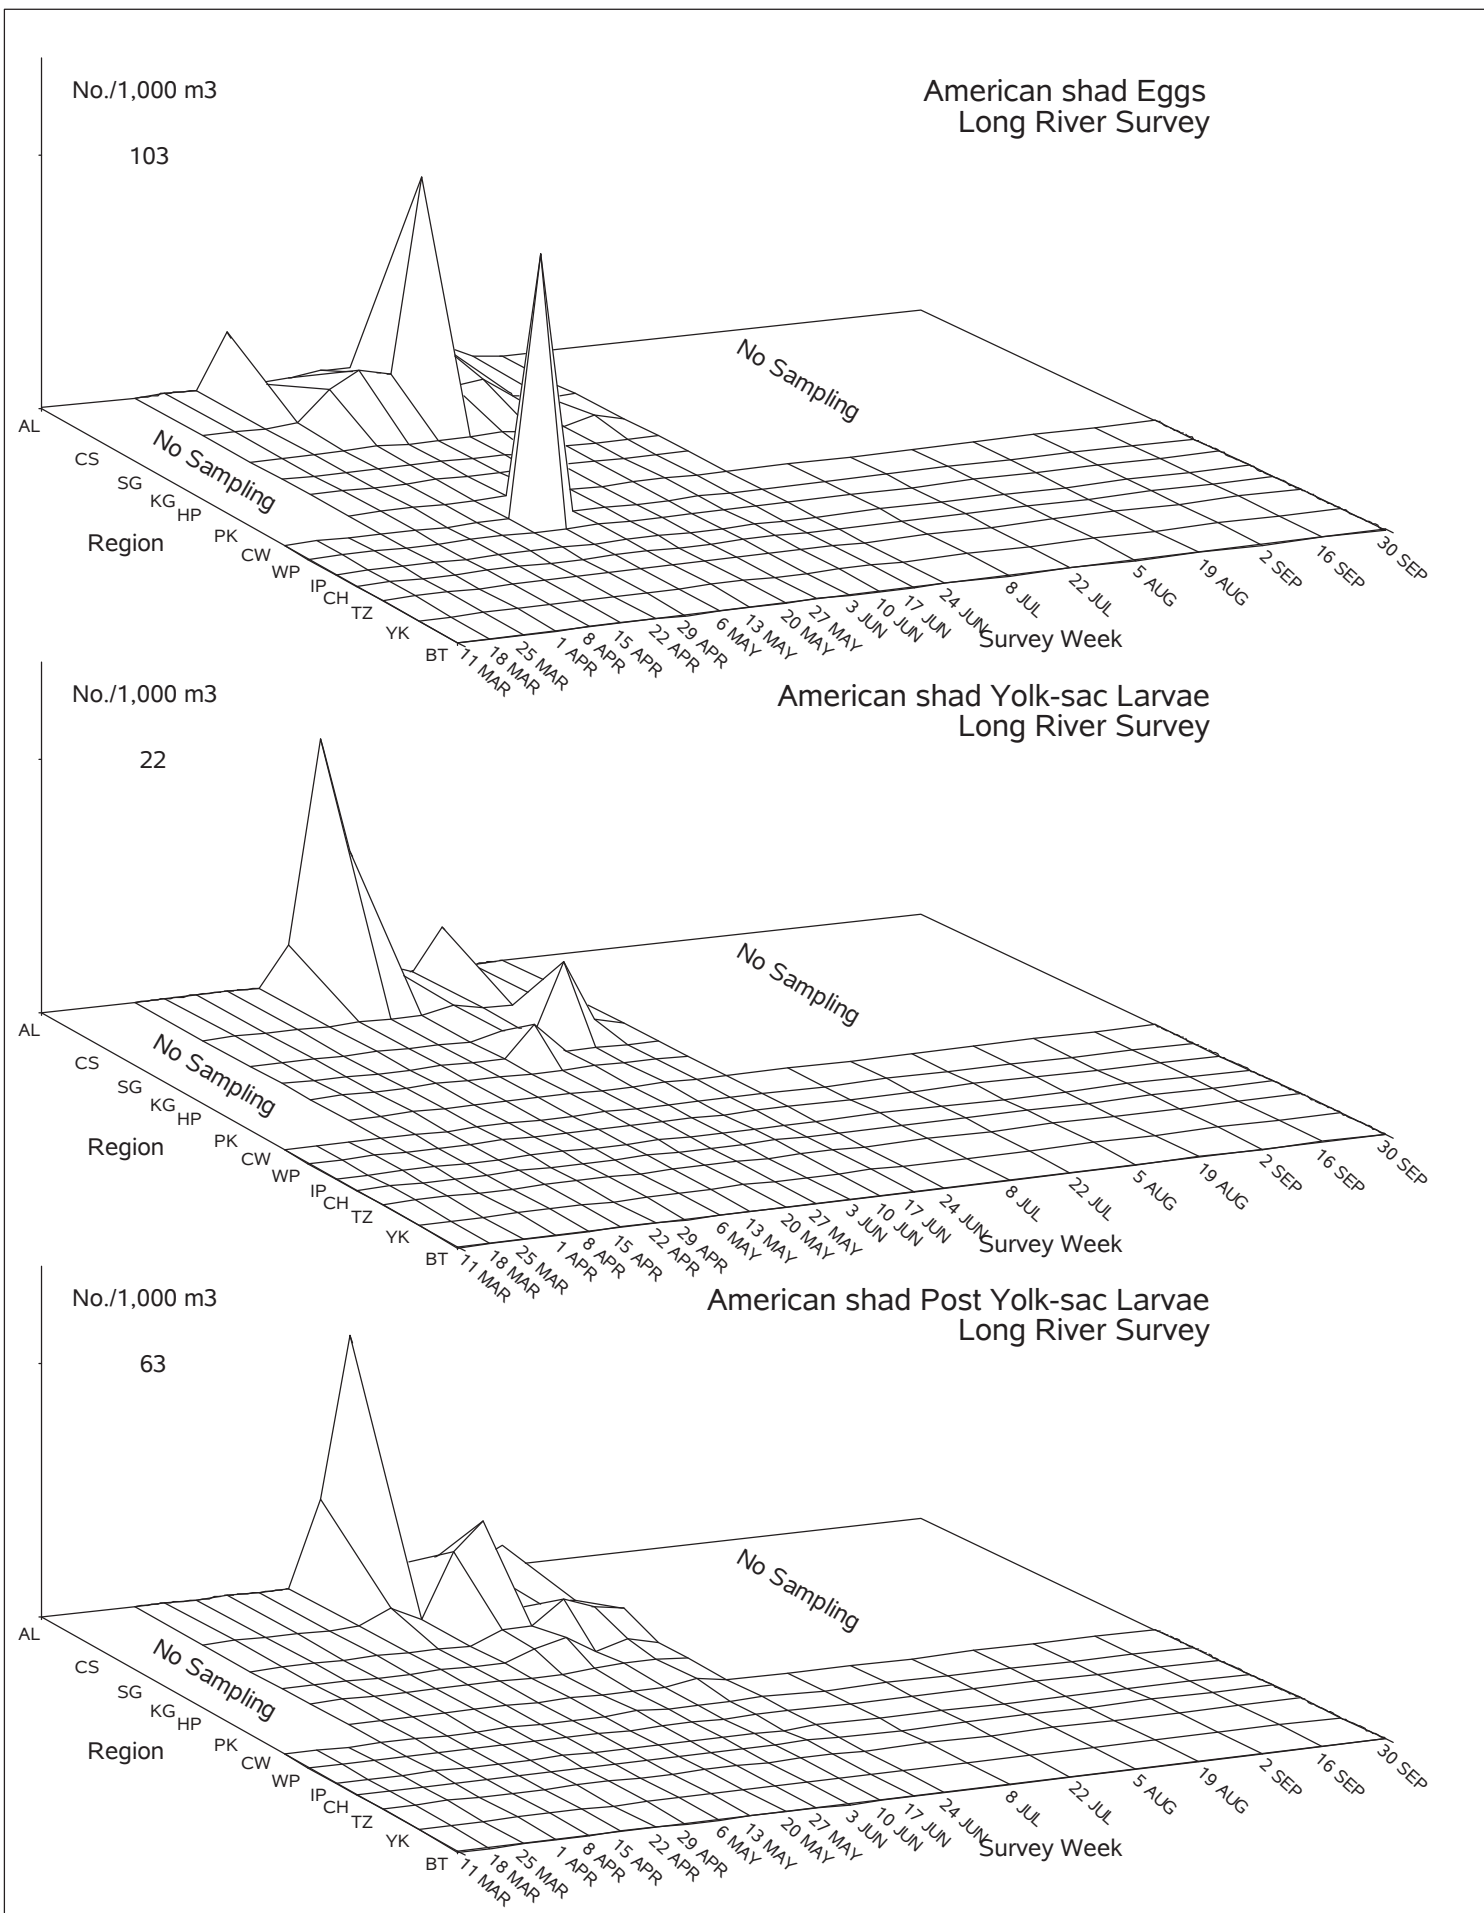 No./1,000 m3
American shad Eggs
Long River Survey
103
No Sampling
No Sampling
AL
CS
SG
KG
HP
PK
CW
WP
IP
CH
TZ
YK
BT
Region
11 MAR
18 MAR
25 MAR
1 APR
8 APR
15 APR
22 APR
29 APR
6 MAY
13 MAY
20 MAY
27 MAY
3 JUN
10 JUN
17 JUN
24 JUN
8 JUL
22 JUL
5 AUG
19 AUG
2 SEP
16 SEP
30 SEP
Survey Week
No./1,000 m3
American shad Yolk-sac Larvae
Long River Survey
22
No Sampling
No Sampling
AL
CS
SG
KG
HP
PK
CW
WP
IP
CH
TZ
YK
BT
Region
11 MAR
18 MAR
25 MAR
1 APR
8 APR
15 APR
22 APR
29 APR
6 MAY
13 MAY
20 MAY
27 MAY
3 JUN
10 JUN
17 JUN
24 JUN
8 JUL
22 JUL
5 AUG
19 AUG
2 SEP
16 SEP
30 SEP
Survey Week
No./1,000 m3
American shad Post Yolk-sac Larvae
Long River Survey
63
No Sampling
No Sampling
AL
CS
SG
KG
HP
PK
CW
WP
IP
CH
TZ
YK
BT
Region
11 MAR
18 MAR
25 MAR
1 APR
8 APR
15 APR
22 APR
29 APR
6 MAY
13 MAY
20 MAY
27 MAY
3 JUN
10 JUN
17 JUN
24 JUN
8 JUL
22 JUL
5 AUG
19 AUG
2 SEP
16 SEP
30 SEP
Survey Week